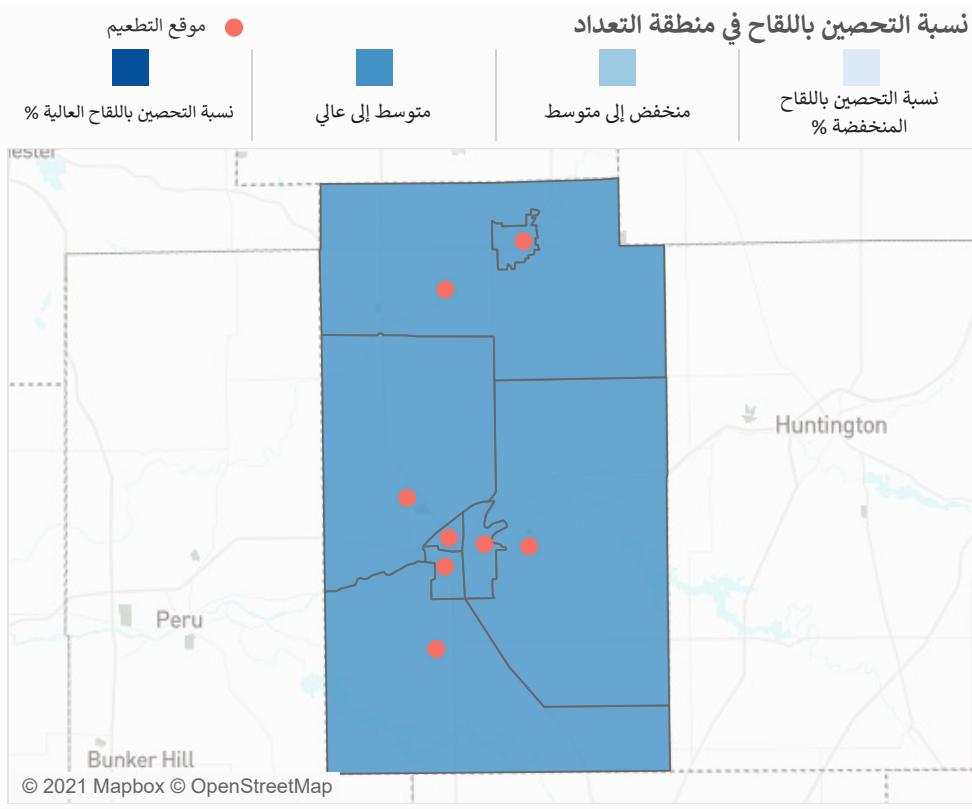 نسبة التحصين باللقاح في منطقة التعداد
موقع التطعيم
نسبة التحصين باللقاح
المنخفضة %
منخفض إلى متوسط
متوسط إلى عالي
نسبة التحصين باللقاح العالية %
Huntington
Peru
Bunker Hill
© 2021 Mapbox © OpenStreetMap